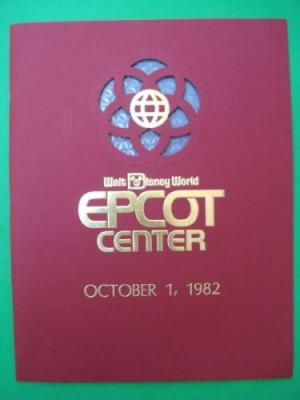 Walt Disney World
EPCOT
CENTER
OCTOBER 1, 1982